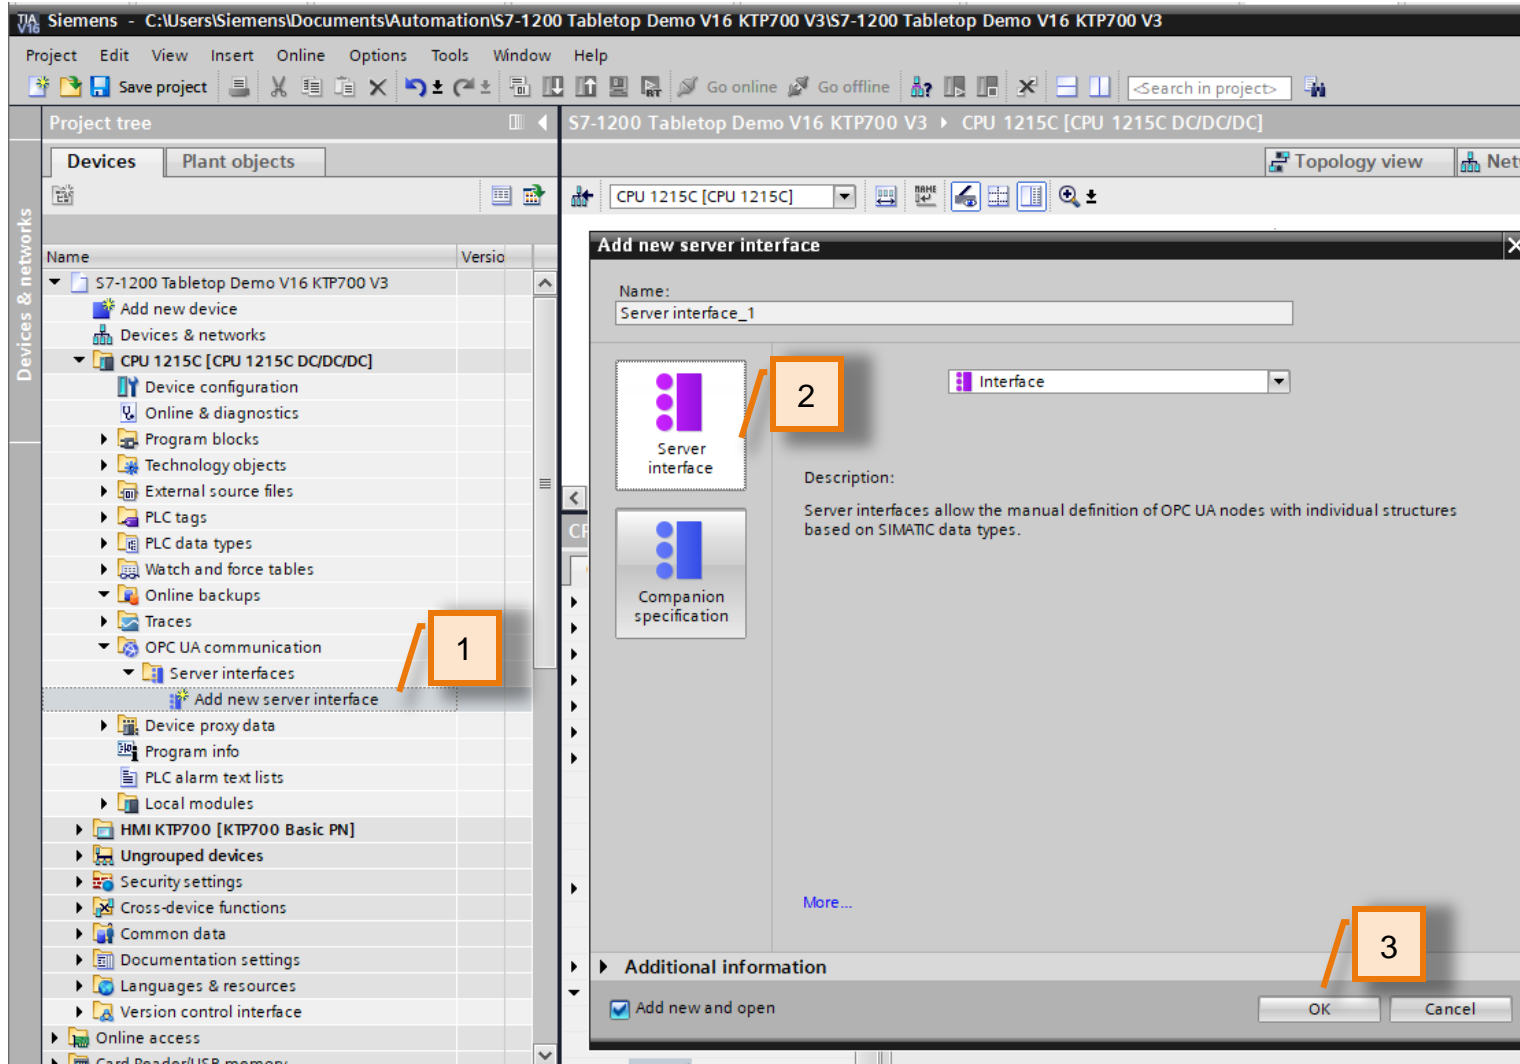 TIA
V16
Siemens - C:\Users\Siemens\Documents\Automation\S7-1200 Tabletop Demo V16 KTP700 V3\S7-1200 Tabletop Demo V16 KTP700 V3
Project Edit View Insert Online Options Tools Window Help
Save project
Go online
Go offline
<Search in project>
Project tree
S7-1200 Tabletop Demo V16 KTP700 V3 CPU 1215C [CPU 1215C DC/DC/DC]
Devices
Plant objects
Topology view
Net
CPU 1215C [CPU 1215C]
Devices & networks
Name
Versio
S7-1200 Tabletop Demo V16 KTP700 V3
Add new device
Devices & networks
CPU 1215C [CPU 1215C DC/DC/DC]
Device configuration
Online & diagnostics
Program blocks
Technology objects
External source files
PLC tags
PLC data types
Watch and force tables
Online backups
Traces
OPC UA communication
Server interfaces
Add new server interface
Device proxy data
Program info
PLC alarm text lists
Local modules
HMI KTP700 [KTP700 Basic PN]
Ungrouped devices
Security settings
Cross-device functions
Common data
Documentation settings
Languages & resources
Version control interface
Online access
Card Reader/USB memory
1
Add new server interface
Name:
Server interface_1
Server
interface
2
Interface
Companion
specification
Description:
Server interfaces allow the manual definition of OPC UA nodes with individual structures
based on SIMATIC data types.
More...
Additional information
3
Add new and open
OK
Cancel